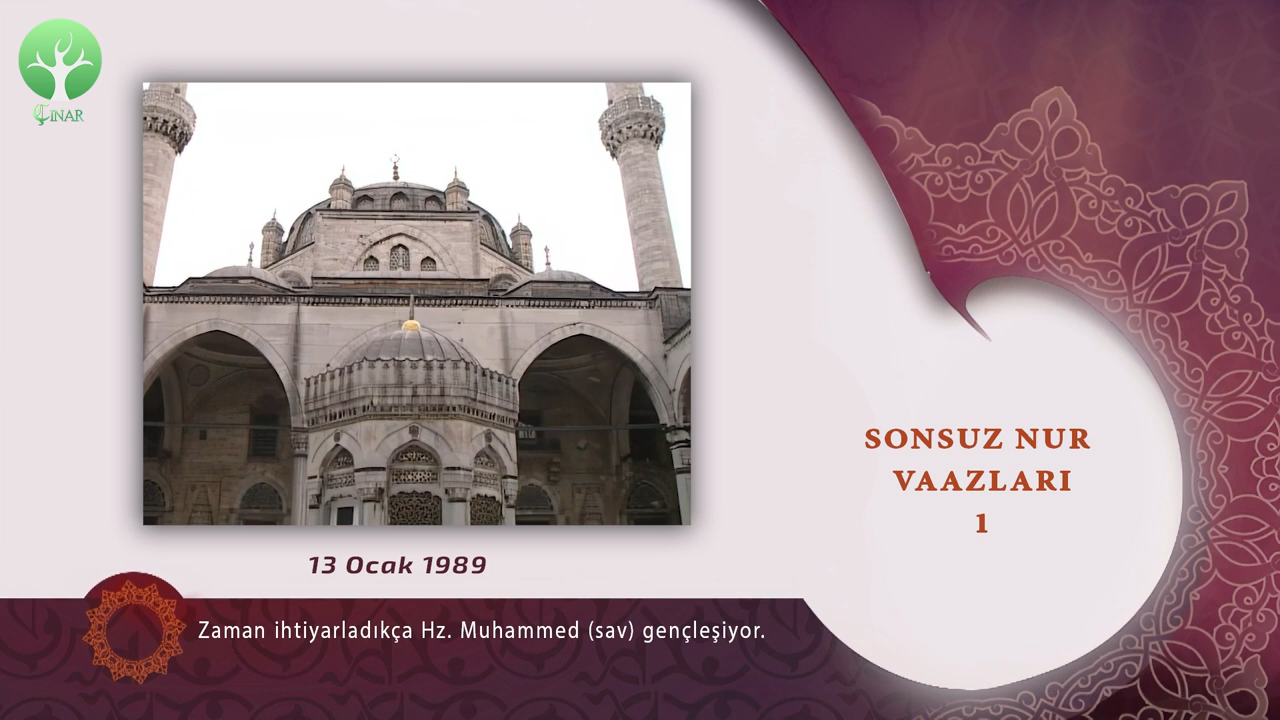 ÇINAR
SONSUZ NUR
VAAZLARI
1
13 Ocak 1989
Zaman ihtiyarladıkça Hz. Muhammed (sav) gençleşiyor.